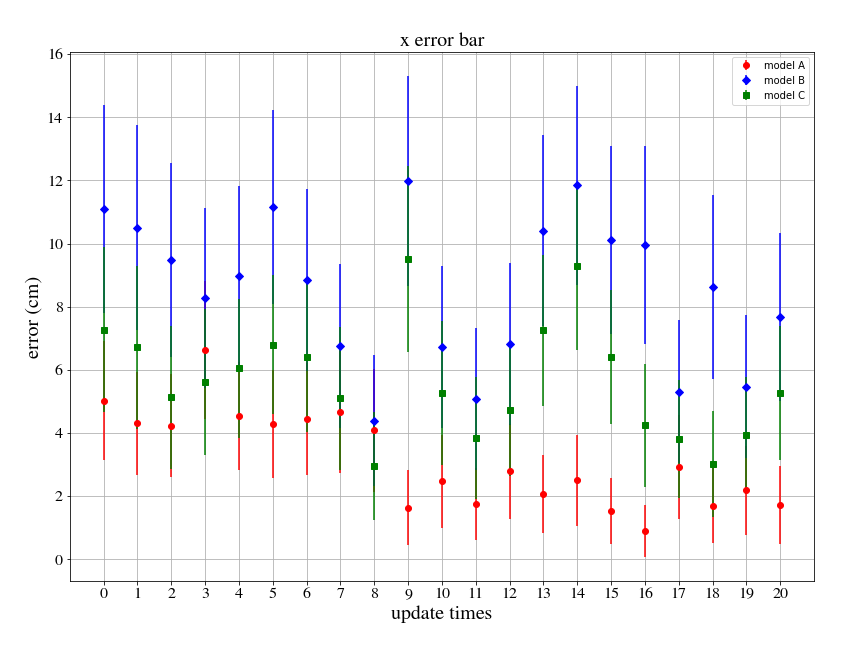 x error bar
model A
model B
model C
error (cm)
16
14
12
10
8
6
4
2
0
0 1 2 3 4 5 6 7 8 9 10 11 12 13 14 15 16 17 18 19 20
update times